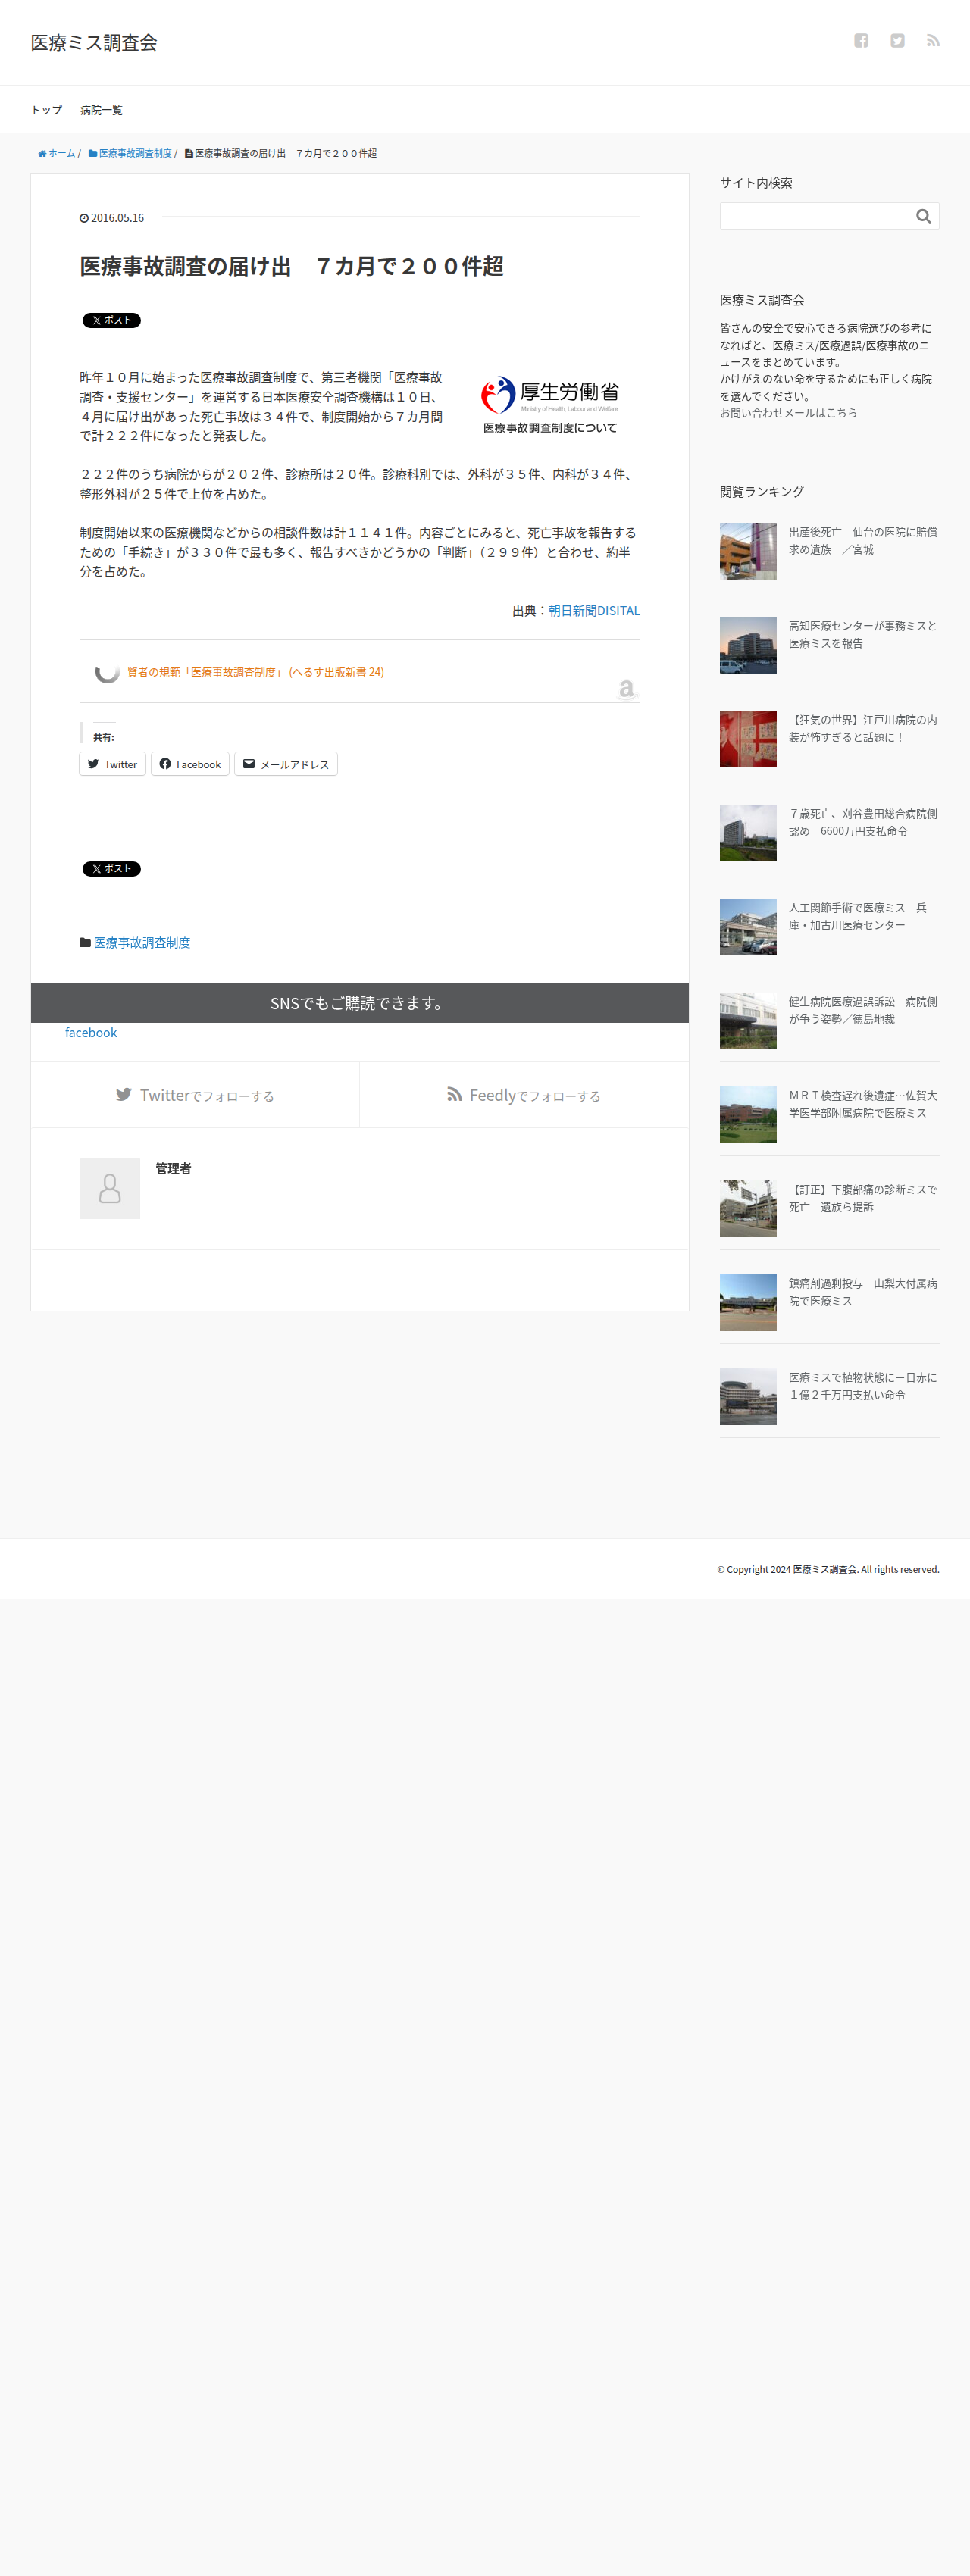 医療ミス調査会
トップ 病院一覧
ホーム / 医療事故調査制度 / 医療事故調査の届け出　７カ月で２００件超
2016.05.16
医療事故調査の届け出　７カ月で２００件超
ポスト
昨年１０月に始まった医療事故調査制度で、第三者機関「医療事故
調査・支援センター」を運営する日本医療安全調査機構は１０日、
４月に届け出があった死亡事故は３４件で、制度開始から７カ月間
で計２２２件になったと発表した。
厚生労働省
Ministry of Health, Labour and Welfare
医療事故調査制度について
２２２件のうち病院からが２０２件、診療所は２０件。診療科別では、外科が３５件、内科が３４件、
整形外科が２５件で上位を占めた。
制度開始以来の医療機関などからの相談件数は計１１４１件。内容ごとにみると、死亡事故を報告する
ための「手続き」が３３０件で最も多く、報告すべきかどうかの「判断」（２９９件）と合わせ、約半
分を占めた。
出典：朝日新聞DISITAL
賢者の規範「医療事故調査制度」 (へるす出版新書 24)
a
共有:
Twitter Facebook メールアドレス
ポスト
医療事故調査制度
SNSでもご購読できます。
facebook
Twitterでフォローする Feedlyでフォローする
管理者
サイト内検索
医療ミス調査会
皆さんの安全で安心できる病院選びの参考に
なればと、医療ミス/医療過誤/医療事故のニ
ュースをまとめています。
かけがえのない命を守るためにも正しく病院
を選んでください。
お問い合わせメールはこちら
閲覧ランキング
出産後死亡　仙台の医院に賠償
求め遺族　／宮城
高知医療センターが事務ミスと
医療ミスを報告
【狂気の世界】江戸川病院の内
装が怖すぎると話題に！
７歳死亡、刈谷豊田総合病院側
認め　6600万円支払命令
人工関節手術で医療ミス　兵
庫・加古川医療センター
健生病院医療過誤訴訟　病院側
が争う姿勢／徳島地裁
ＭＲＩ検査遅れ後遺症…佐賀大
学医学部附属病院で医療ミス
【訂正】下腹部痛の診断ミスで
死亡　遺族ら提訴
鎮痛剤過剰投与　山梨大付属病
院で医療ミス
医療ミスで植物状態に－日赤に
１億２千万円支払い命令
© Copyright 2024 医療ミス調査会. All rights reserved.